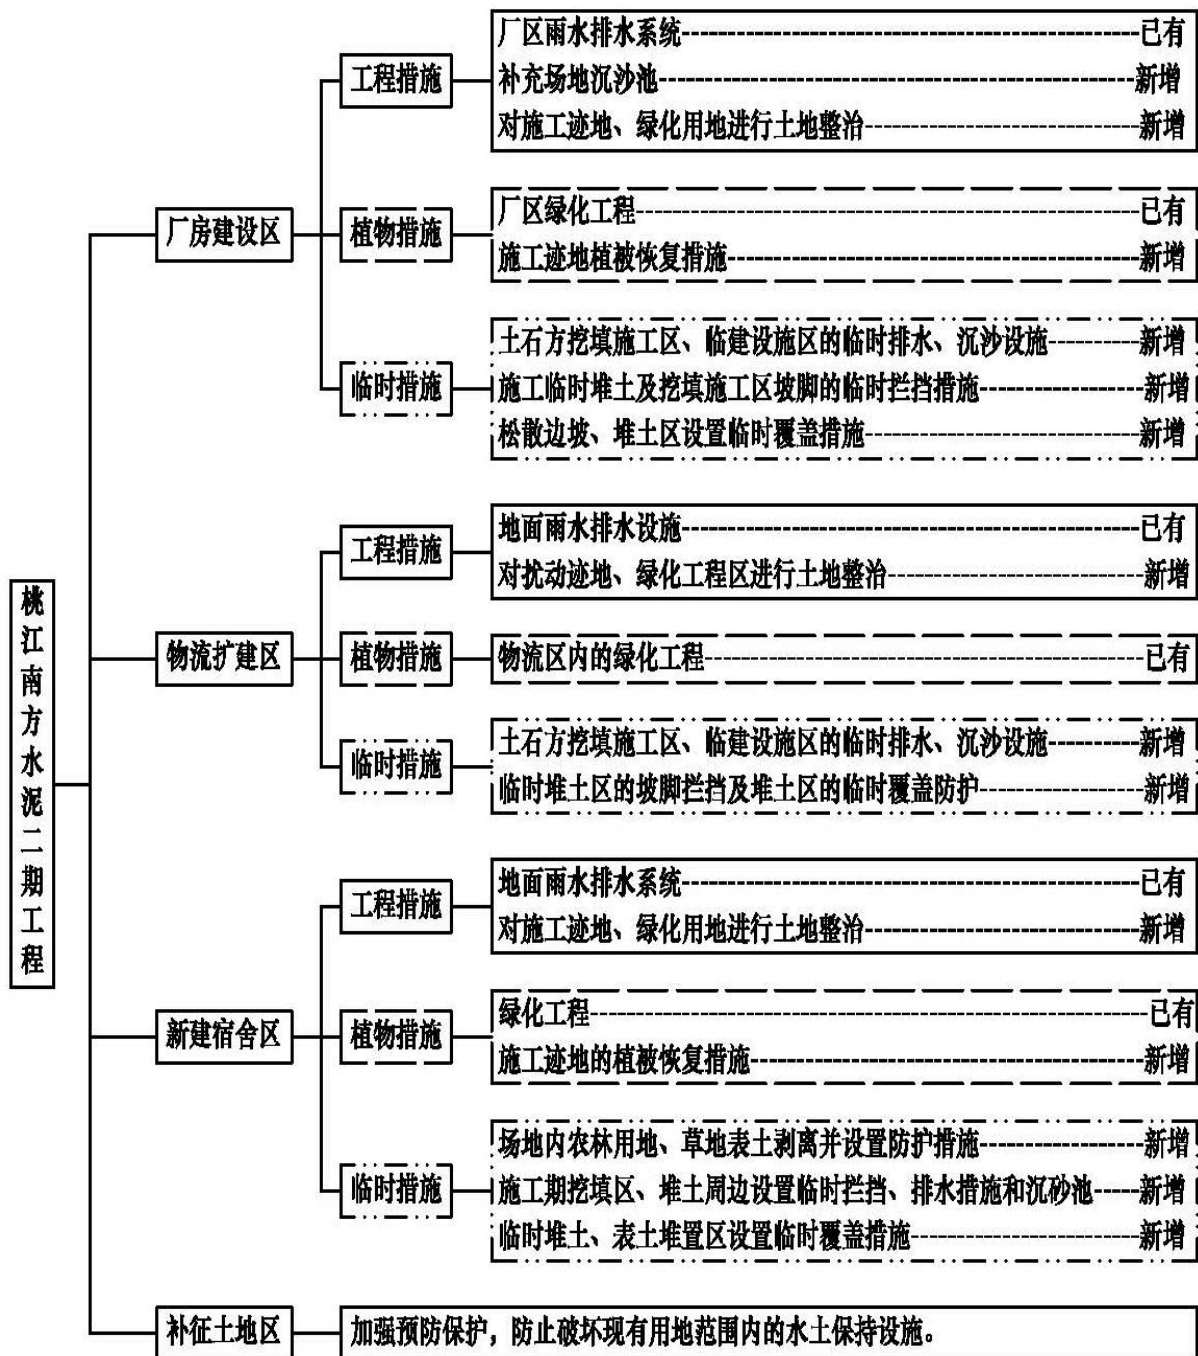 桃江南方水泥二期工程
厂房建设区
工程措施
厂区雨水排水系统 已有
补充场地沉沙池 新增
对施工迹地、绿化用地进行土地整治 新增
植物措施
厂区绿化工程 已有
施工迹地植被恢复措施 新增
临时措施
土石方挖填施工区、临建设施区的临时排水、沉沙设施 新增
施工临时堆土及挖填施工区坡脚的临时拦挡措施 新增
松散边坡、堆土区设置临时覆盖措施 新增
物流扩建区
工程措施
地面雨水排水设施 已有
对扰动迹地、绿化工程区进行土地整治 新增
植物措施
物流区内的绿化工程 已有
临时措施
土石方挖填施工区、临建设施区的临时排水、沉沙设施 新增
临时堆土区的坡脚拦挡及堆土区的临时覆盖防护 新增
新建宿舍区
工程措施
地面雨水排水系统 已有
对施工迹地、绿化用地进行土地整治 新增
植物措施
绿化工程 已有
施工迹地的植被恢复措施 新增
临时措施
场地内农林用地、草地表土剥离并设置防护措施 新增
施工期挖填区、堆土周边设置临时拦挡、排水措施和沉砂池 新增
临时堆土、表土堆置区设置临时覆盖措施 新增
补征土地区
加强预防保护，防止破坏现有用地范围内的水土保持设施。